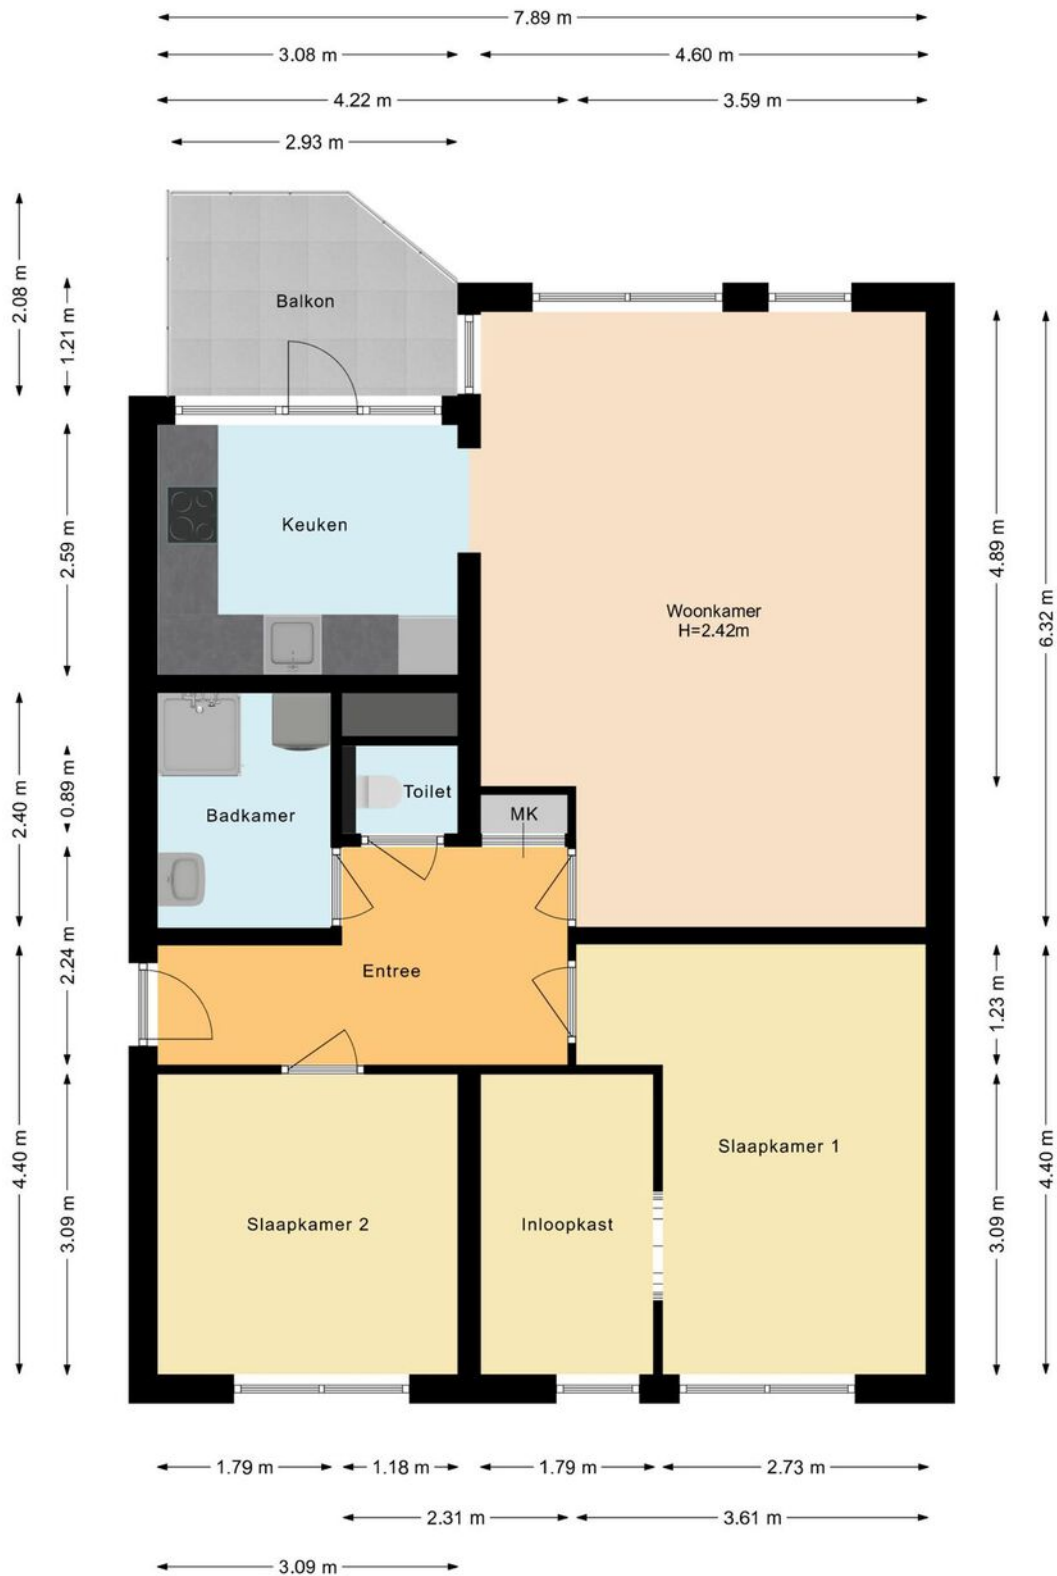 7.89 m
3.08 m
4.60 m
4.22 m
3.59 m
2.93 m
2.08 m
1.21 m
Balkon
2.59 m
Keuken
4.89 m
6.32 m
Woonkamer
H=2.42m
2.40 m
0.89 m
Badkamer
Toilet
MK
2.24 m
Entree
1.23 m
4.40 m
3.09 m
Slaapkamer 2
Inloopkast
Slaapkamer 1
3.09 m
4.40 m
1.79 m
1.18 m
1.79 m
2.73 m
2.31 m
3.61 m
3.09 m